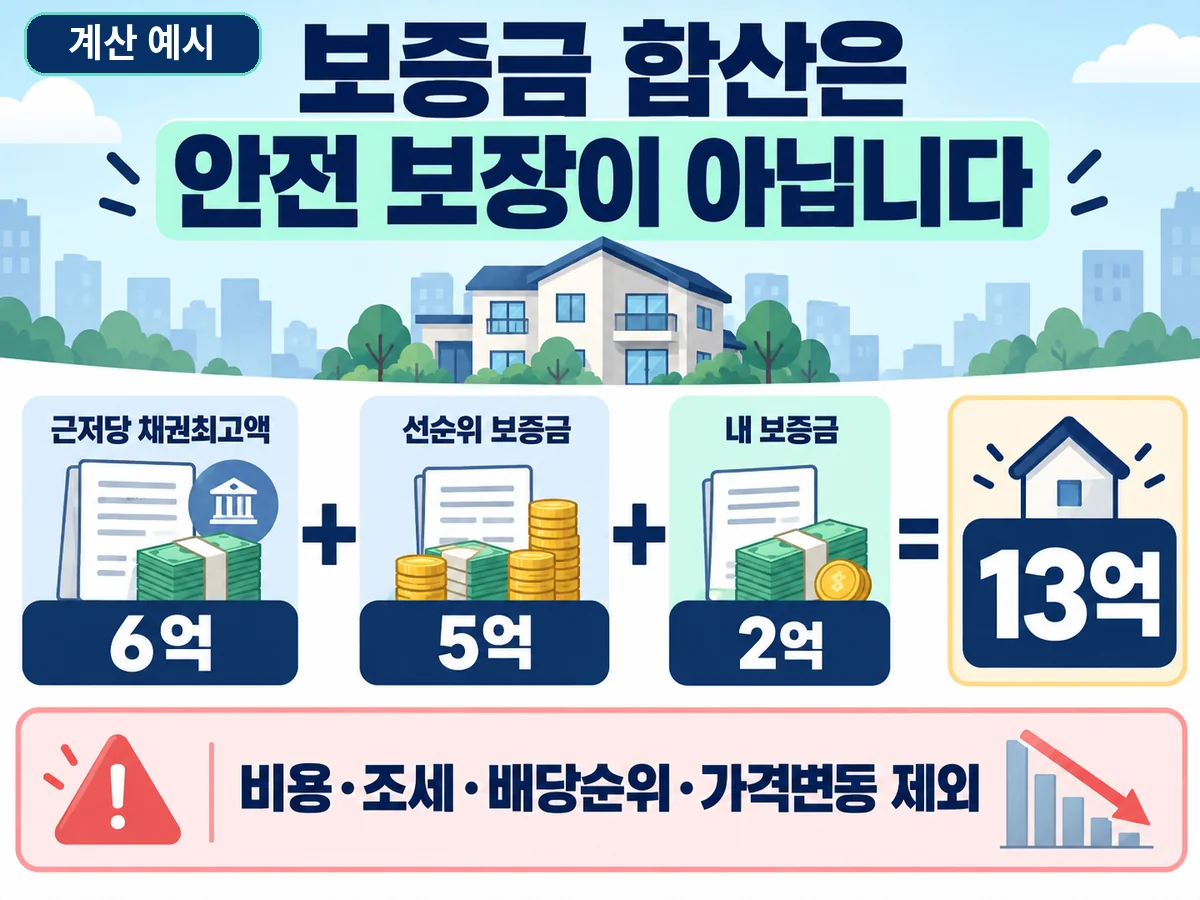 계산 예시
보증금 합산은
안전 보장이 아닙니다
근저당 채권최고액
6억
+
선순위 보증금
5억
+
내 보증금
2억
=
13억
비용·조세·배당순위·가격변동 제외